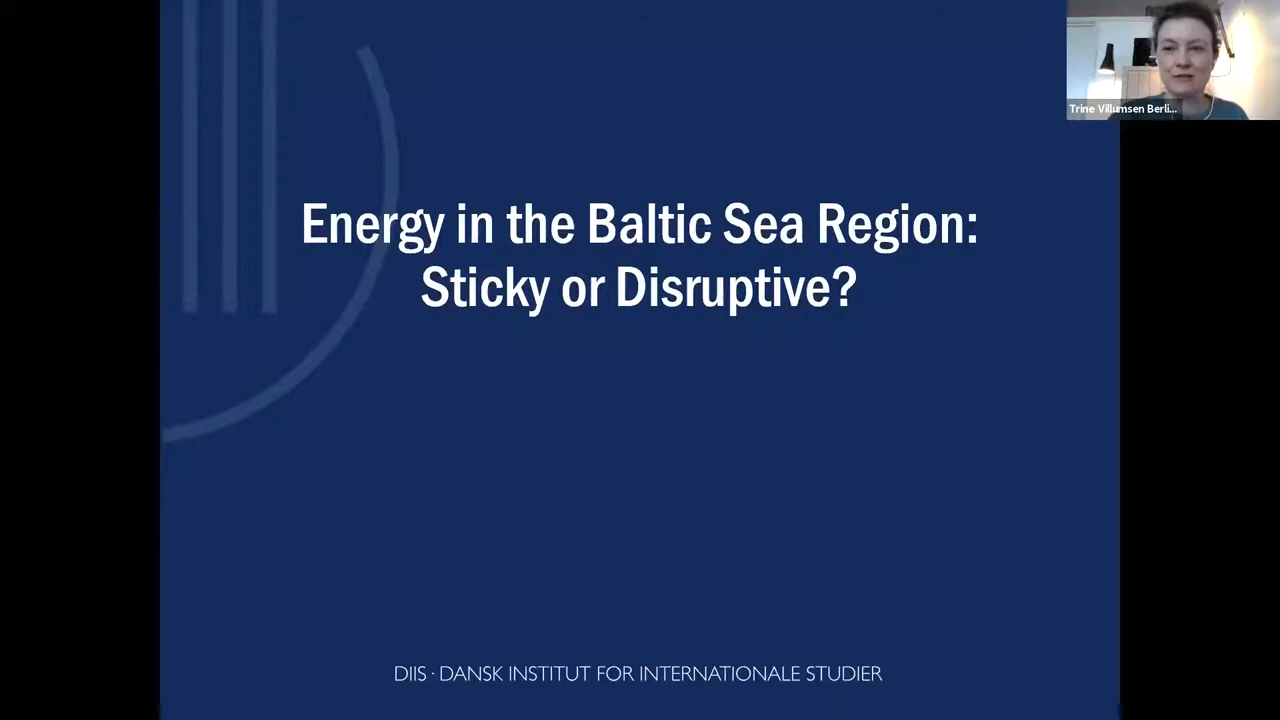 Trine Villumsen Berli...
Energy in the Baltic Sea Region:
Sticky or Disruptive?
DIIS · DANSK INSTITUT FOR INTERNATIONALE STUDIER